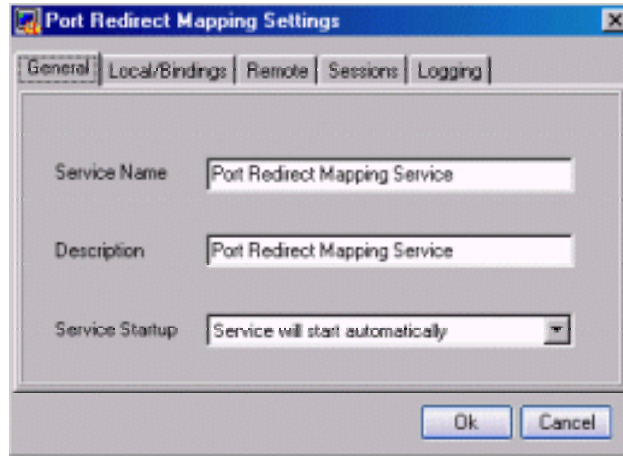 Port Redirect Mapping Settings
General Local/Bindings Remote Sessions Logging
Service Name Port Redirect Mapping Service
Description Port Redirect Mapping Service
Service Startup Service will start automatically
Ok Cancel